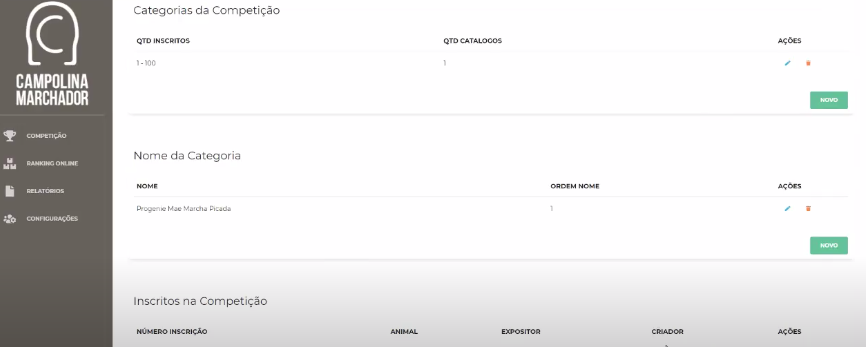 Categorias da Competição
QTD INSCRITOS QTD CATALOGOS AÇÕES
1 - 100 1
NOVO
CAMPOLINA
MARCHADOR
COMPETIÇÃO
RANKING ONLINE
RELATÓRIOS
CONFIGURAÇÕES
Nome da Categoria
NOME ORDEM NOME AÇÕES
Progenie Mae Marcha Picada 1
NOVO
Inscritos na Competição
NÚMERO INSCRIÇÃO ANIMAL EXPOSITOR CRIADOR AÇÕES